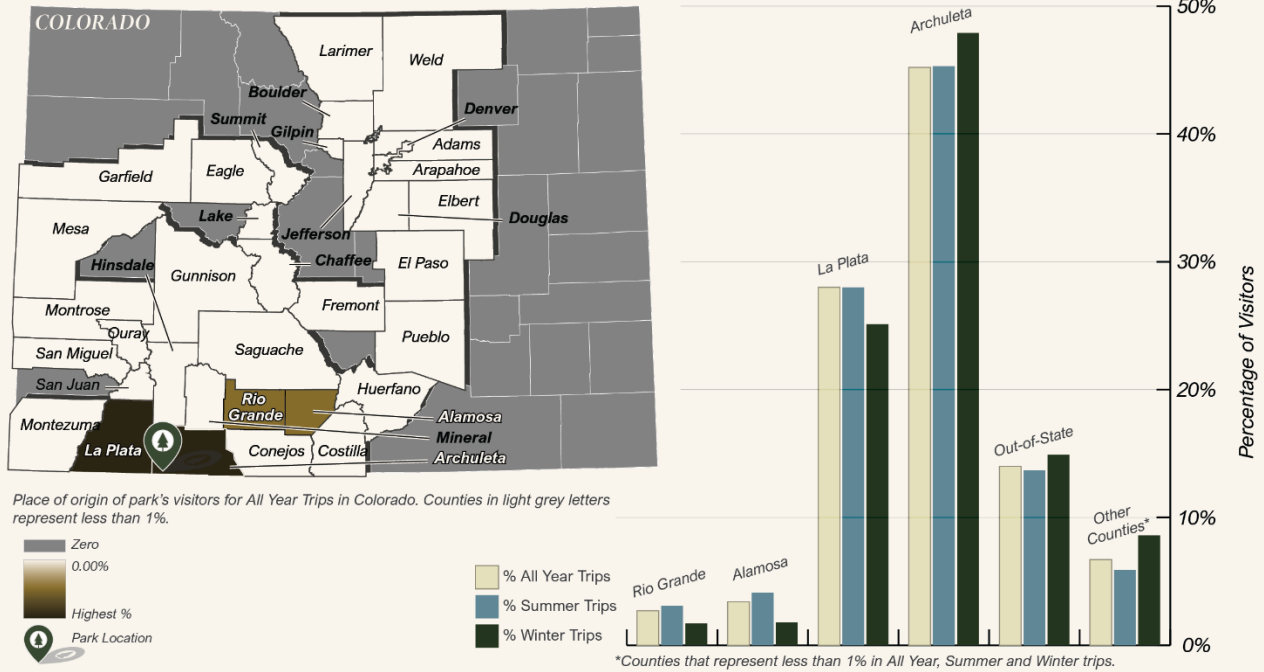 COLORADO
Larimer
Weld
Boulder
Denver
Summit
Gilpin
Adams
Eagle
Arapahoe
Garfield
Elbert
Lake
Douglas
Mesa
Jefferson
Chaffee
Hinsdale
El Paso
Gunnison
Montrose
Fremont
Ouray
Pueblo
San Miguel
Saguache
San Juan
Huerfano
Rio
Grande
Alamosa
Montezuma
Mineral
La Plata
Conejos
Costilla
Archuleta
Place of origin of park's visitors for All Year Trips in Colorado. Counties in light grey letters
represent less than 1%.
Zero
0.00%
Highest %
Park Location
% All Year Trips
% Summer Trips
% Winter Trips
Rio Grande
Alamosa
La Plata
Archuleta
Out-of-State
Other
Counties*
50%
40%
30%
20%
10%
0%
Percentage of Visitors
*Counties that represent less than 1% in All Year, Summer and Winter trips.